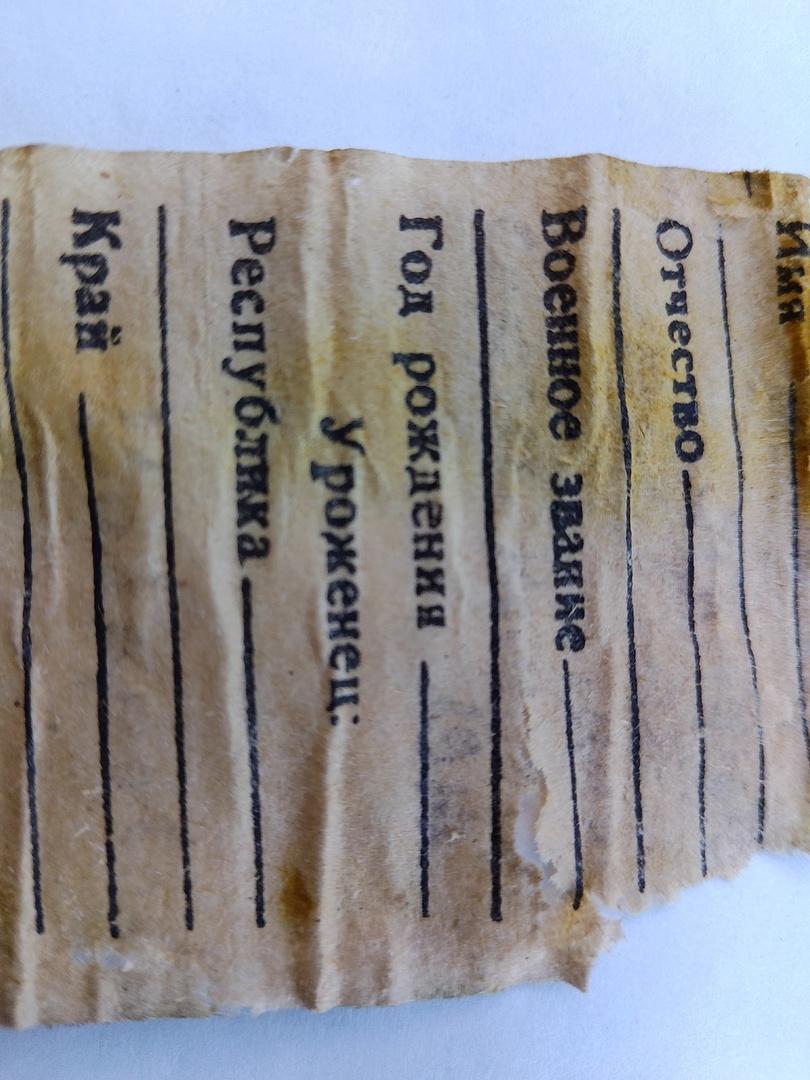 Имя
Отчество
Военное звание
Год рождения
Уроженец:
Республика
Край